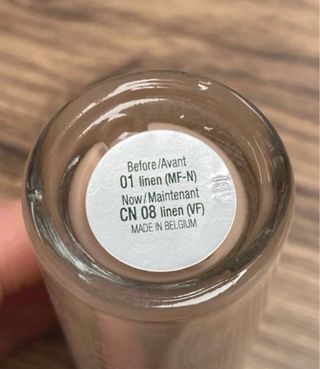 Before/Avant
01 linen (MF-N)
Now/Maintenant
CN 08 linen (VF)
MADE IN BELGIUM